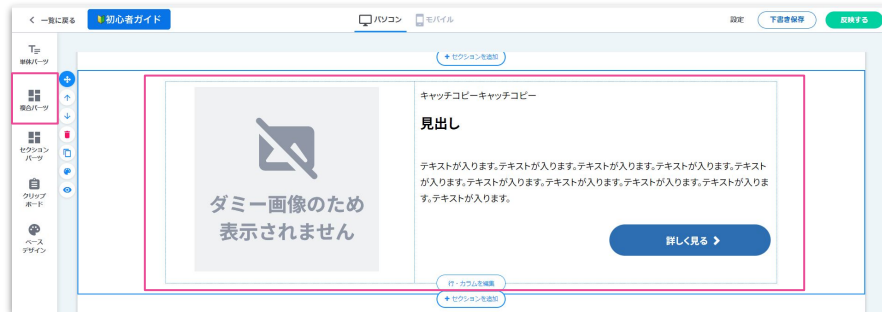 一覧に戻る
初心者ガイド
パソコン
モバイル
設定
下書き保存
反映する
単体パーツ
複合パーツ
セクション
パーツ
クリップ
ボード
ベース
デザイン
+ セクションを追加
ダミー画像のため
表示されません
キャッチコピーキャッチコピー
見出し
テキストが入ります。テキストが入ります。テキストが入ります。テキストが入ります。テキスト
が入ります。テキストが入ります。テキストが入ります。テキストが入ります。テキストが入りま
す。テキストが入ります。
詳しく見る
行・カラムを編集
+ セクションを追加